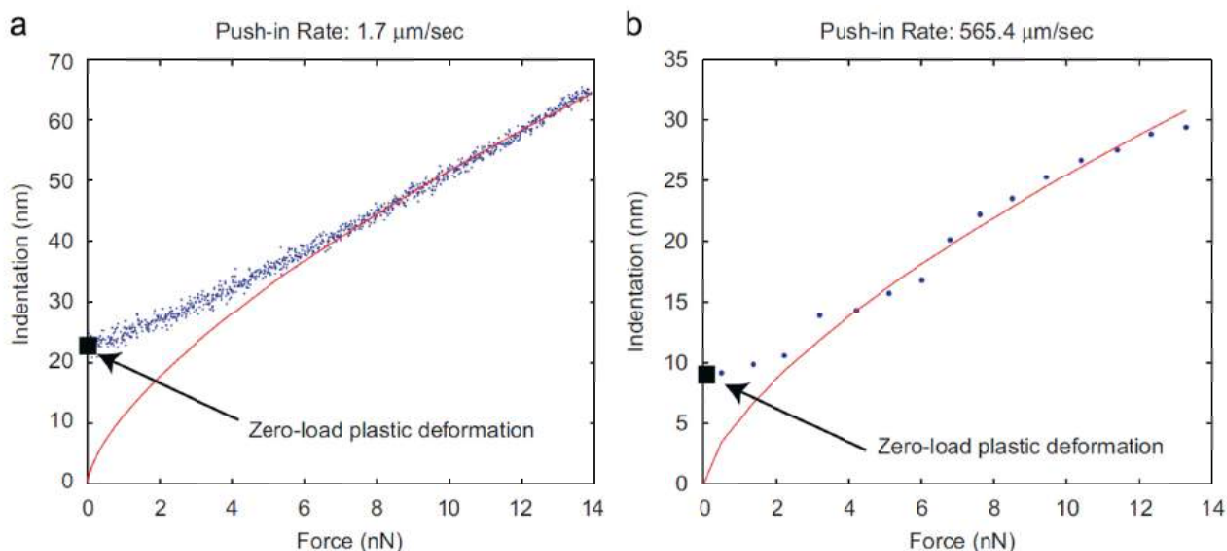 a
Push-in Rate: 1.7 μm/sec
70
60
50
40
30
20
10
0
Indentation (nm)
Zero-load plastic deformation
0 2 4 6 8 10 12 14
Force (nN)
b
Push-in Rate: 565.4 μm/sec
35
30
25
20
15
10
5
0
Indentation (nm)
Zero-load plastic deformation
0 2 4 6 8 10 12 14
Force (nN)